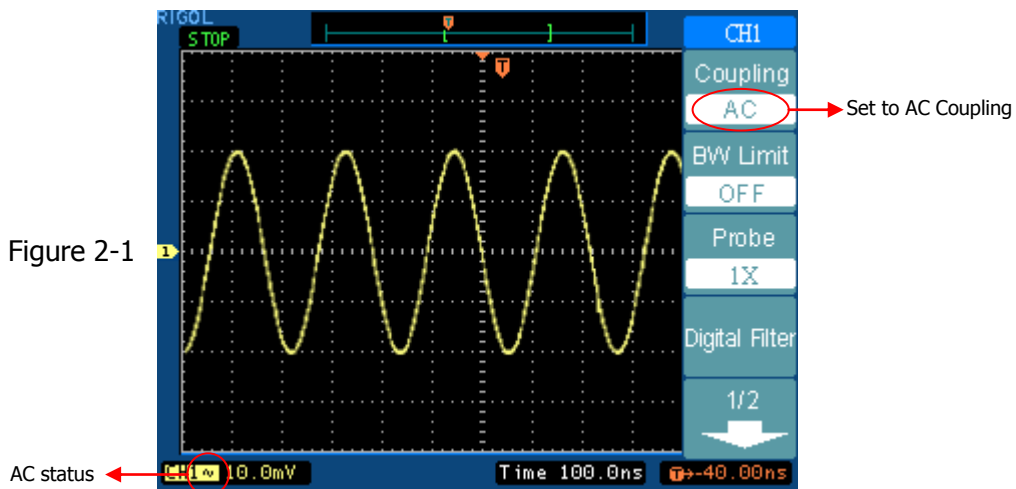 RIGOL
STOP
T
CH1
T
Coupling
AC
Set to AC Coupling
BW Limit
OFF
Figure 2-1
1
Probe
1X
Digital Filter
1/2
AC status
CH1 ~ 10.0mV
Time 100.0ns
T→-40.00ns